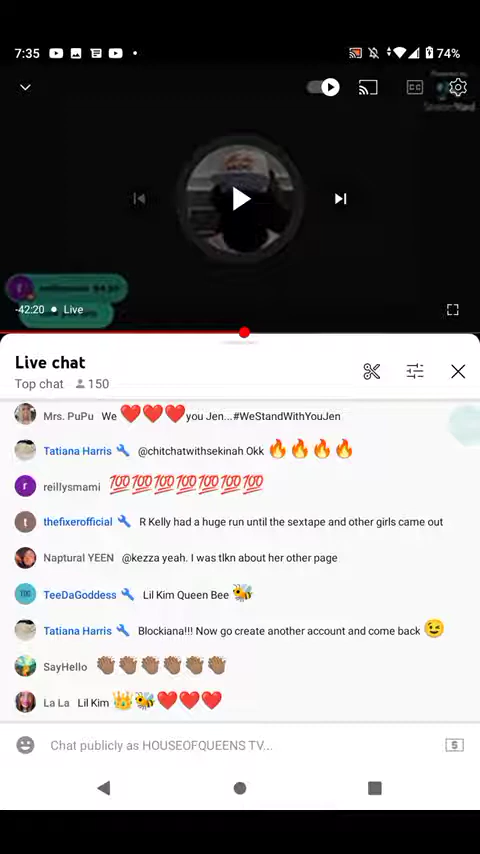 7:35
74%
CC
-42:20 • Live
Live chat
Top chat 150
Mrs. PuPu We ❤️❤️❤️you Jen...#WeStandWithYouJen
Tatiana Harris @chitchatwithsekinah Okk 🔥🔥🔥🔥
r reillysmami 💯💯💯💯💯💯💯
t thefixerofficial R Kelly had a huge run until the sextape and other girls came out
Naptural YEEN @kezza yeah. I was tlkn about her other page
TeeDaGoddess Lil Kim Queen Bee 🐝
Tatiana Harris Blockiana!!! Now go create another account and come back 😉
SayHello 👏🏽👏🏽👏🏽👏🏽👏🏽👏🏽
La La Lil Kim 👑🐝❤️❤️❤️
Chat publicly as HOUSEOFQUEENS TV...